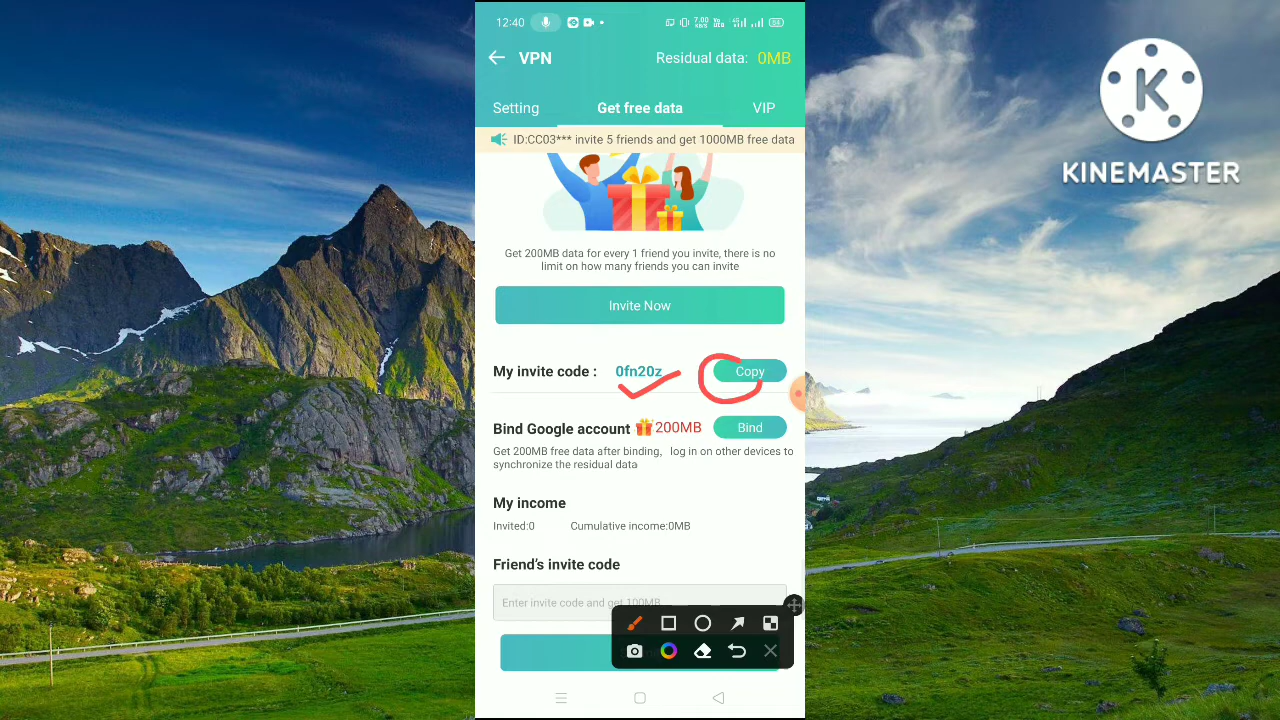 12:40
VPN
Residual data: 0MB
Setting
Get free data
VIP
ID:CC03*** invite 5 friends and get 1000MB free data
Get 200MB data for every 1 friend you invite, there is no
limit on how many friends you can invite
Invite Now
My invite code : 0fn20z
Copy
Bind Google account 200MB
Bind
Get 200MB free data after binding, log in on other devices to
synchronize the residual data
My income
Invited:0
Cumulative income:0MB
Friend's invite code
Enter invite code and get 100MB
K
KINEMASTER